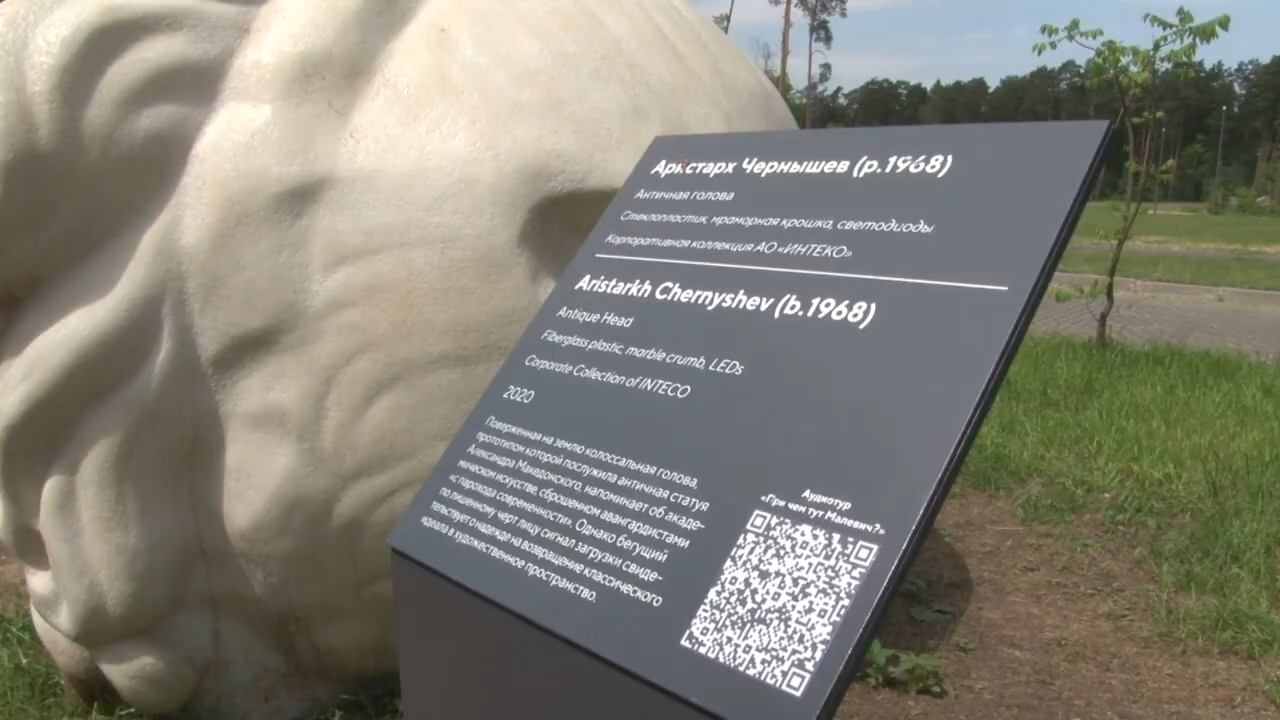 Аристарх Чернышев (р.1968)
Античная голова
Стеклопластик, мраморная крошка, светодиоды
Корпоративная коллекция АО «ИНТЕКО»
Aristarkh Chernyshev (b.1968)
Antique Head
Fiberglass plastic, marble crumb, LEDs
Corporate Collection of INTECO
2020
Поверженная на землю колоссальная голова,
прототипом которой послужила античная статуя
Александра Македонского, напоминает об акаде-
мическом искусстве, сброшенном авангардистами
«с парохода современности». Однако бегущий
по лишенному черт лицу сигнал загрузки свиде-
тельствует о надежде на возвращение классического
идеала в художественное пространство.
Аудиотур
«При чем тут Малевич?»